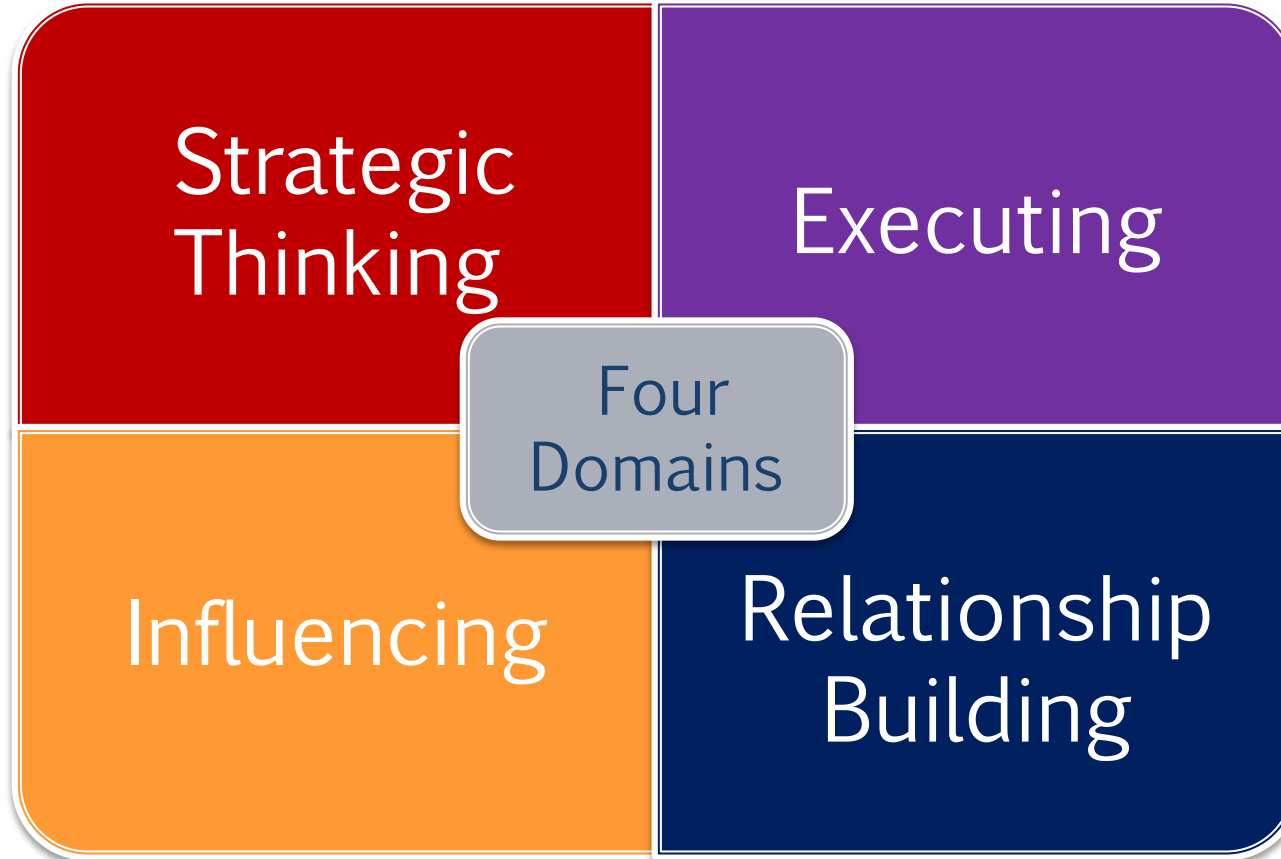 Strategic
Thinking
Executing
Four
Domains
Influencing
Relationship
Building